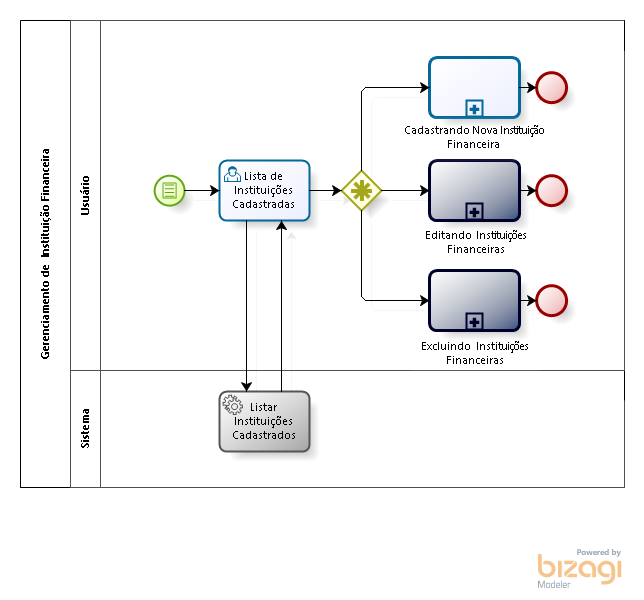 Gerenciamento de Instituição Financeira
Usuário
Lista de
Instituições
Cadastradas
Cadastrando Nova Instituição
Financeira
Editando Instituições
Financeiras
Excluindo Instituições
Financeiras
Sistema
Listar
Instituições
Cadastrados
Powered by
bizagi
Modeler